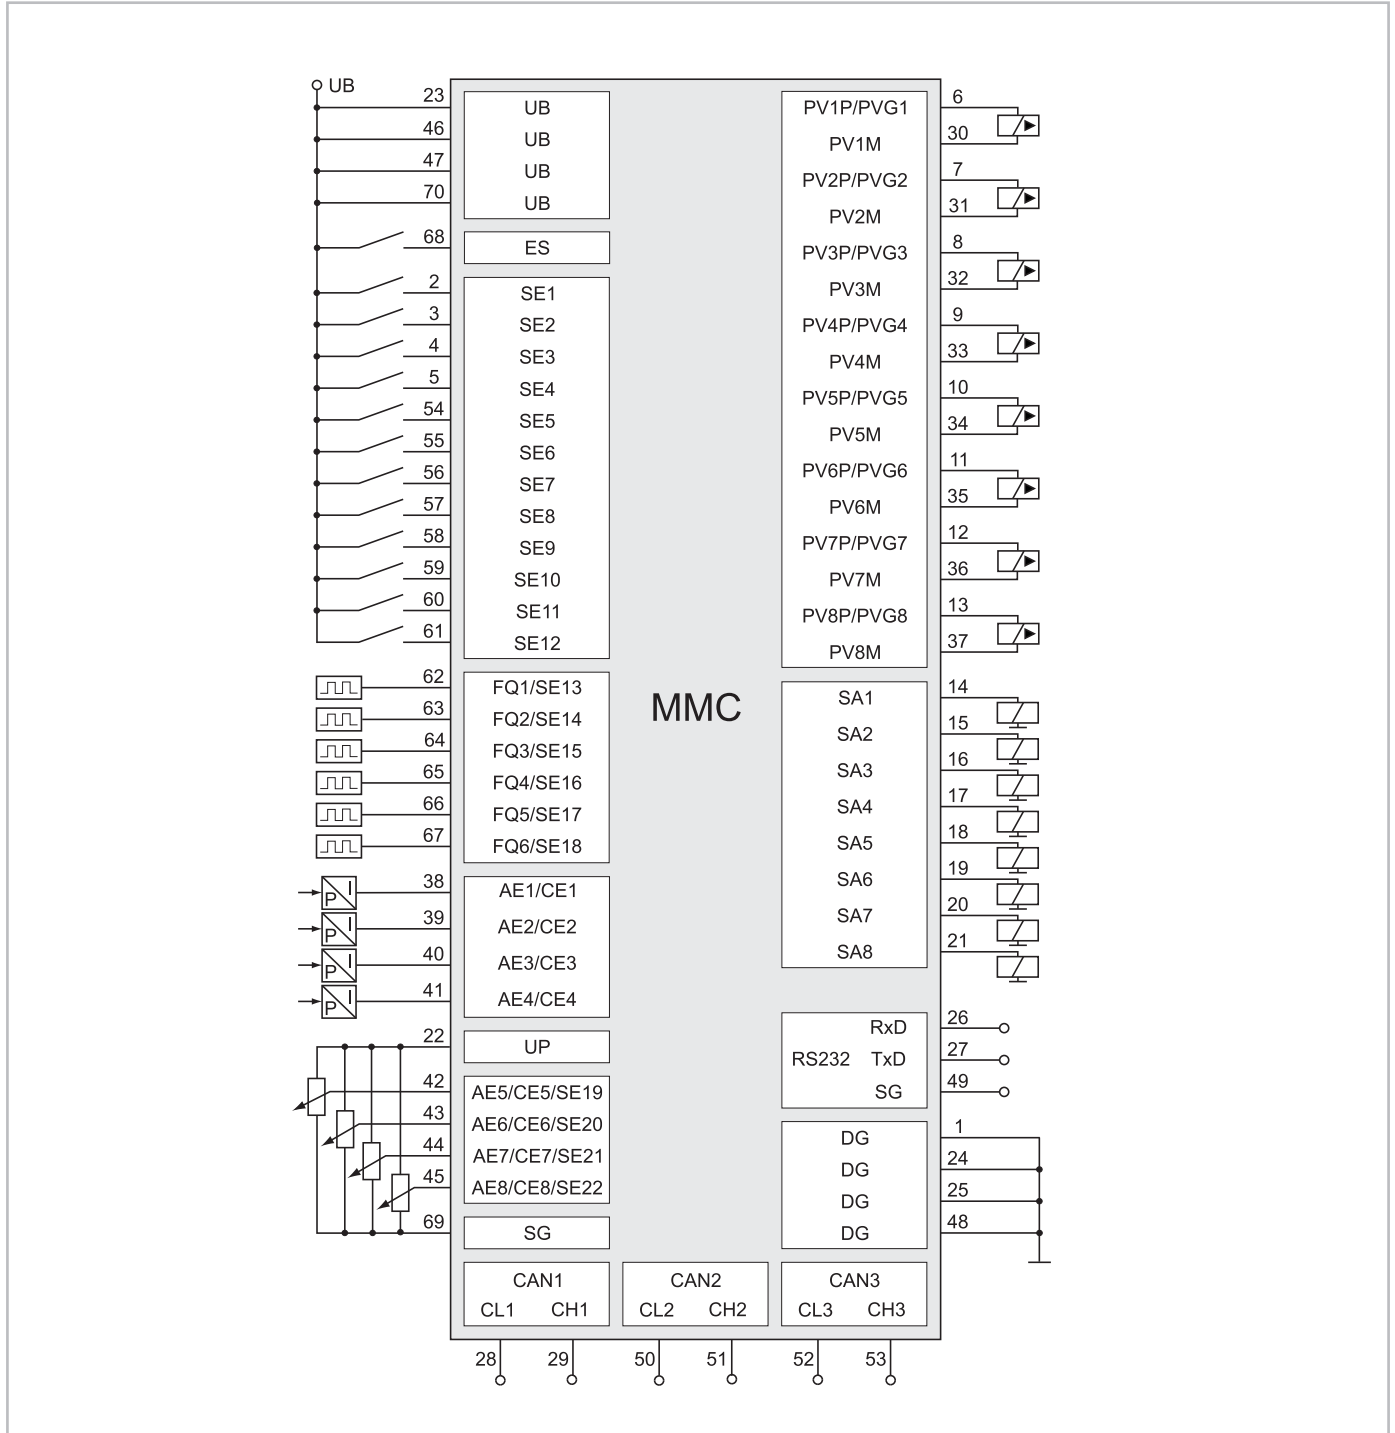 UB
23 UB
46 UB
47 UB
70 UB
68 ES
2 SE1
3 SE2
4 SE3
5 SE4
54 SE5
55 SE6
56 SE7
57 SE8
58 SE9
59 SE10
60 SE11
61 SE12
62 FQ1/SE13
63 FQ2/SE14
64 FQ3/SE15
65 FQ4/SE16
66 FQ5/SE17
67 FQ6/SE18
P I 38 AE1/CE1
P I 39 AE2/CE2
P I 40 AE3/CE3
P I 41 AE4/CE4
22 UP
42 AE5/CE5/SE19
43 AE6/CE6/SE20
44 AE7/CE7/SE21
45 AE8/CE8/SE22
69 SG
MMC
PV1P/PVG1 6
PV1M 30
PV2P/PVG2 7
PV2M 31
PV3P/PVG3 8
PV3M 32
PV4P/PVG4 9
PV4M 33
PV5P/PVG5 10
PV5M 34
PV6P/PVG6 11
PV6M 35
PV7P/PVG7 12
PV7M 36
PV8P/PVG8 13
PV8M 37
SA1 14
SA2 15
SA3 16
SA4 17
SA5 18
SA6 19
SA7 20
SA8 21
RxD 26
RS232 TxD 27
SG 49
DG 1
DG 24
DG 25
DG 48
CAN1 CAN2 CAN3
CL1 CH1 CL2 CH2 CL3 CH3
28 29 50 51 52 53